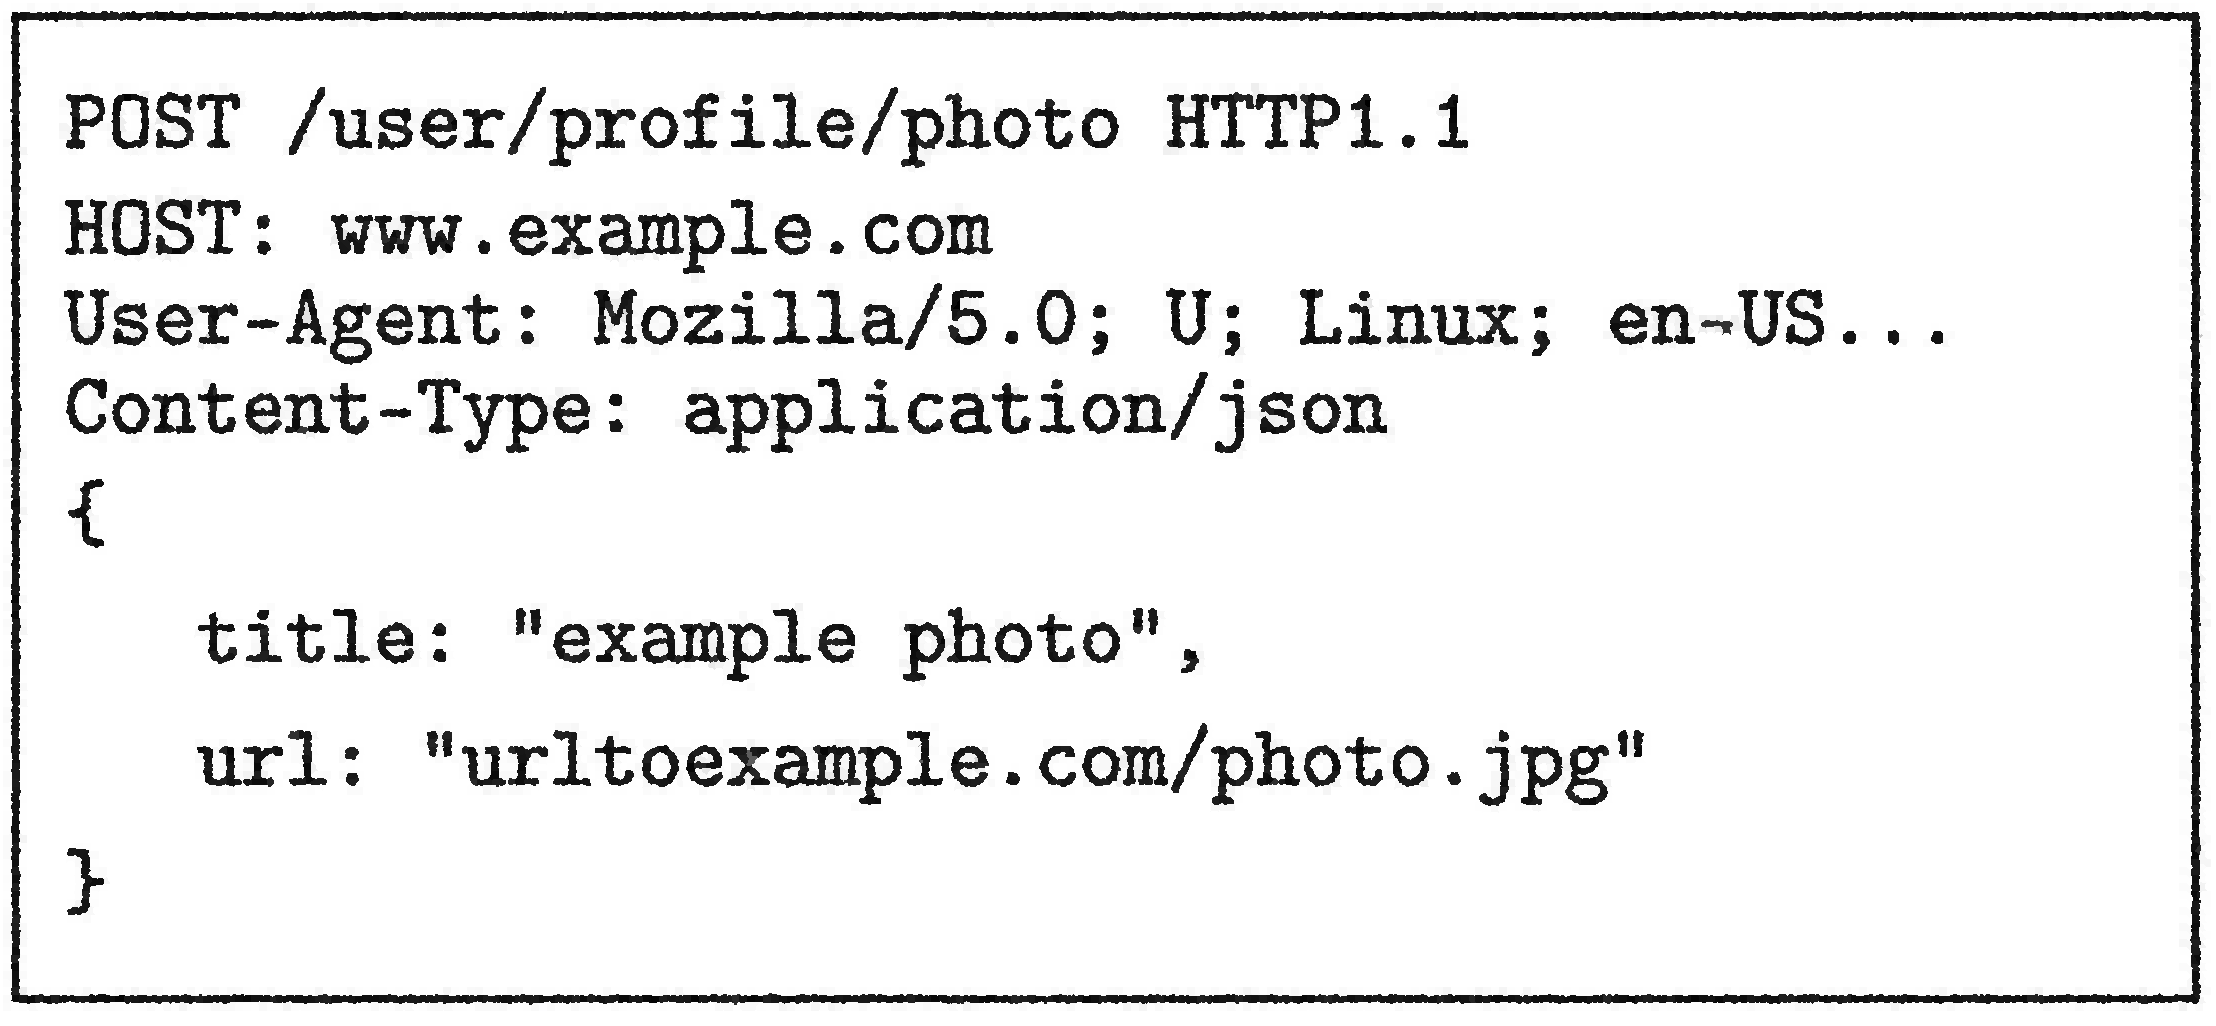 POST /user/profile/photo HTTP1.1
HOST: www.example.com
User-Agent: Mozilla/5.0; U; Linux; en-US...
Content-Type: application/json
{
title: "example photo",
url: "urltoexample.com/photo.jpg"
}